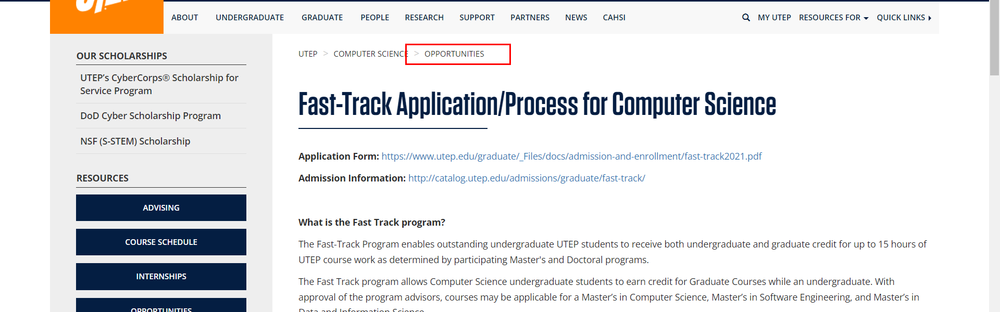 ABOUT UNDERGRADUATE GRADUATE PEOPLE RESEARCH SUPPORT PARTNERS NEWS CAHSI MY UTEP RESOURCES FOR QUICK LINKS
OUR SCHOLARSHIPS
UTEP’s CyberCorps® Scholarship for
Service Program
DoD Cyber Scholarship Program
NSF (S-STEM) Scholarship
RESOURCES
ADVISING
COURSE SCHEDULE
INTERNSHIPS
OPPORTUNITIES
UTEP > COMPUTER SCIENCE > OPPORTUNITIES
Fast-Track Application/Process for Computer Science
Application Form: https://www.utep.edu/graduate/_Files/docs/admission-and-enrollment/fast-track2021.pdf
Admission Information: http://catalog.utep.edu/admissions/graduate/fast-track/
What is the Fast Track program?
The Fast-Track Program enables outstanding undergraduate UTEP students to receive both undergraduate and graduate credit for up to 15 hours of
UTEP course work as determined by participating Master's and Doctoral programs.
The Fast Track program allows Computer Science undergraduate students to earn credit for Graduate Courses while an undergraduate. With
approval of the program advisors, courses may be applicable for a Master’s in Computer Science, Master’s in Software Engineering, and Master’s in
Data and Information Science.